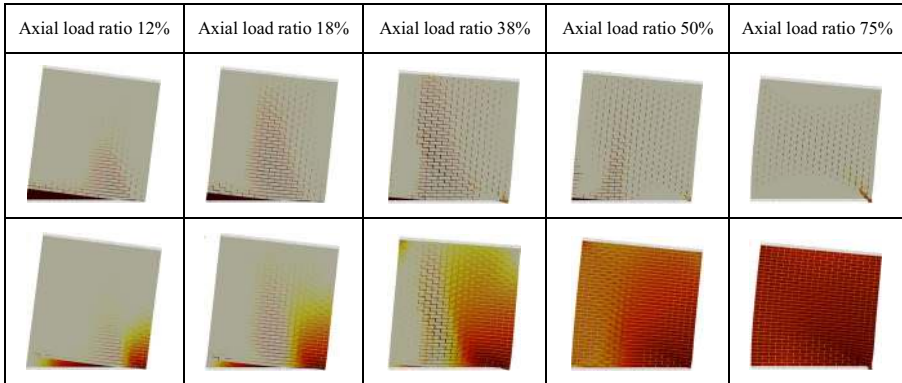 Axial load ratio 12%
Axial load ratio 18%
Axial load ratio 38%
Axial load ratio 50%
Axial load ratio 75%